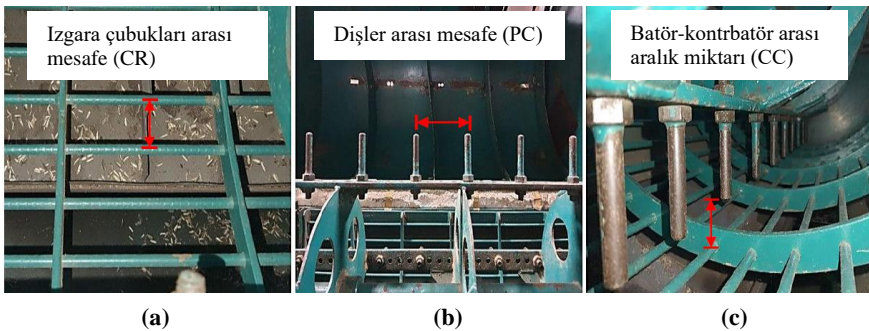 Izgara çubukları arası
mesafe (CR)
Dişler arası mesafe (PC)
Batör-kontrbatör arası
aralık miktarı (CC)
(a)
(b)
(c)